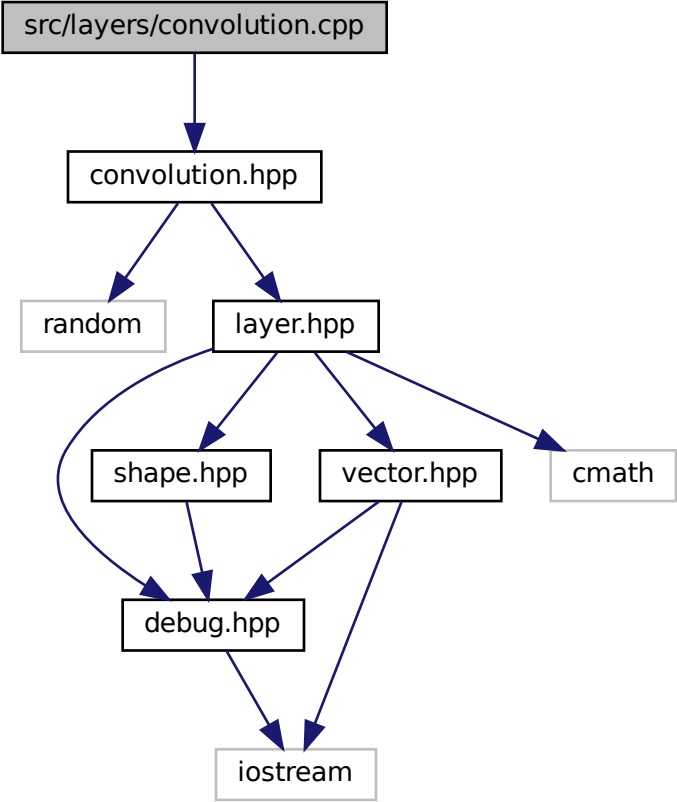 src/layers/convolution.cpp
convolution.hpp
random
layer.hpp
shape.hpp
vector.hpp
cmath
debug.hpp
iostream